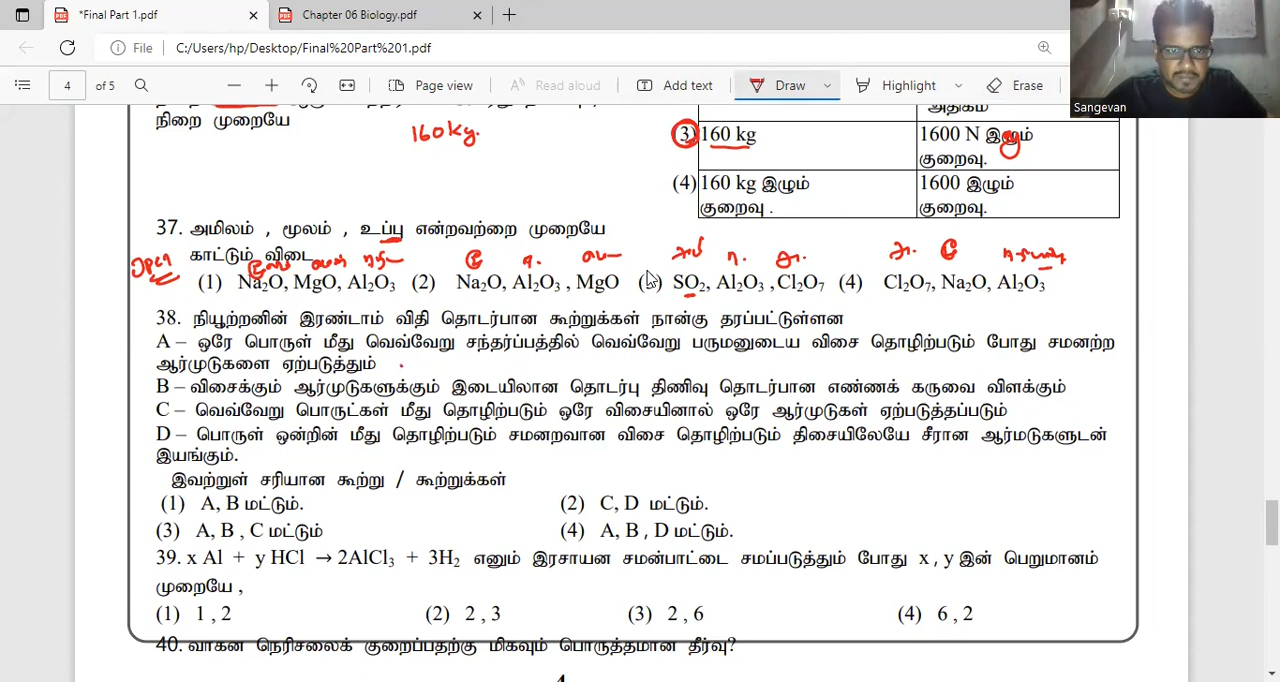 *Final Part 1.pdf
Chapter 06 Biology.pdf
File C:/Users/hp/Desktop/Final%20Part%201.pdf
4 of 5 Page view Read aloud Add text Draw Highlight Erase
Sangevan
அதிகம்
நிறை முறையே
160kg.
(3) 160 kg 1600 N இலும்
குறைவு.
(4) 160 kg இழும் 1600 இழும்
குறைவு . குறைவு.
37. அமிலம் , மூலம் , உப்பு என்றவற்றை முறையே
காட்டும் விடை
open
(1) Na2O, MgO, Al2O3 (2) Na2O, Al2O3 , MgO SO2, Al2O3 ,Cl2O7 (4) Cl2O7, Na2O, Al2O3
38. நியூற்றனின் இரண்டாம் விதி தொடர்பான கூற்றுக்கள் நான்கு தரப்பட்டுள்ளன
A – ஒரே பொருள் மீது வெவ்வேறு சந்தர்ப்பத்தில் வெவ்வேறு பருமனுடைய விசை தொழிற்படும் போது சமனற்ற
ஆர்முடுகளை ஏற்படுத்தும்
B – விசைக்கும் ஆர்முடுகளுக்கும் இடையிலான தொடர்பு திணிவு தொடர்பான எண்ணக் கருவை விளக்கும்
C – வெவ்வேறு பொருட்கள் மீது தொழிற்படும் ஒரே விசையினால் ஒரே ஆர்முடுகள் ஏற்படுத்தப்படும்
D – பொருள் ஒன்றின் மீது தொழிற்படும் சமனறவான விசை தொழிற்படும் திசையிலேயே சீரான ஆர்மடுகளுடன்
இயங்கும்.
இவற்றுள் சரியான கூற்று / கூற்றுக்கள்
(1) A, B மட்டும். (2) C, D மட்டும்.
(3) A, B , C மட்டும் (4) A, B , D மட்டும்.
39. x Al + y HCl → 2AlCl3 + 3H2 எனும் இரசாயன சமன்பாட்டை சமப்படுத்தும் போது x , y இன் பெறுமானம்
முறையே ,
(1) 1 , 2 (2) 2 , 3 (3) 2 , 6 (4) 6 , 2
40. வாகன நெரிசலைக் குறைப்பதற்கு மிகவும் பொருத்தமான தீர்வு?